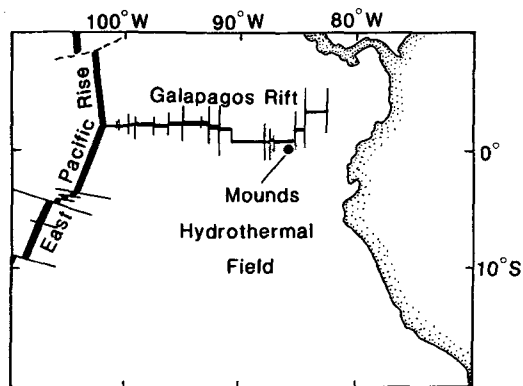 100°W
90°W
80°W
Galapagos Rift
East Pacific Rise
0°
Mounds
Hydrothermal
Field
10°S